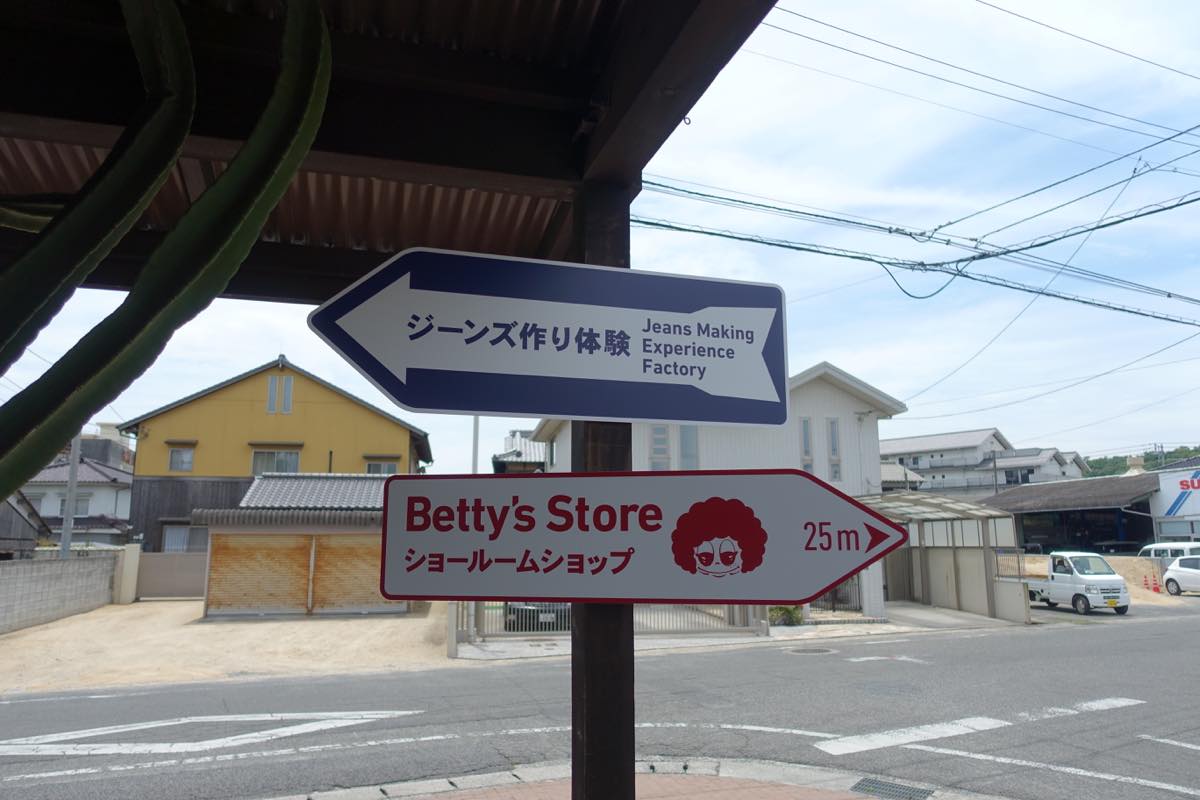 ジーンズ作り体験
Jeans Making
Experience
Factory
Betty's Store
ショールームショップ
25m
SU